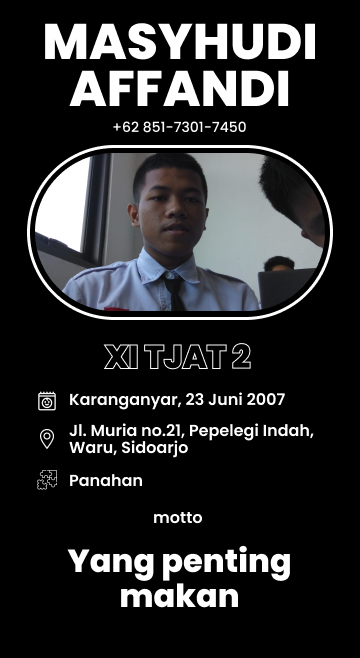 MASYHUDI
AFFANDI
+62 851-7301-7450
XI TJAT 2
Karanganyar, 23 Juni 2007
Jl. Muria no.21, Pepelegi Indah,
Waru, Sidoarjo
Panahan
motto
Yang penting
makan